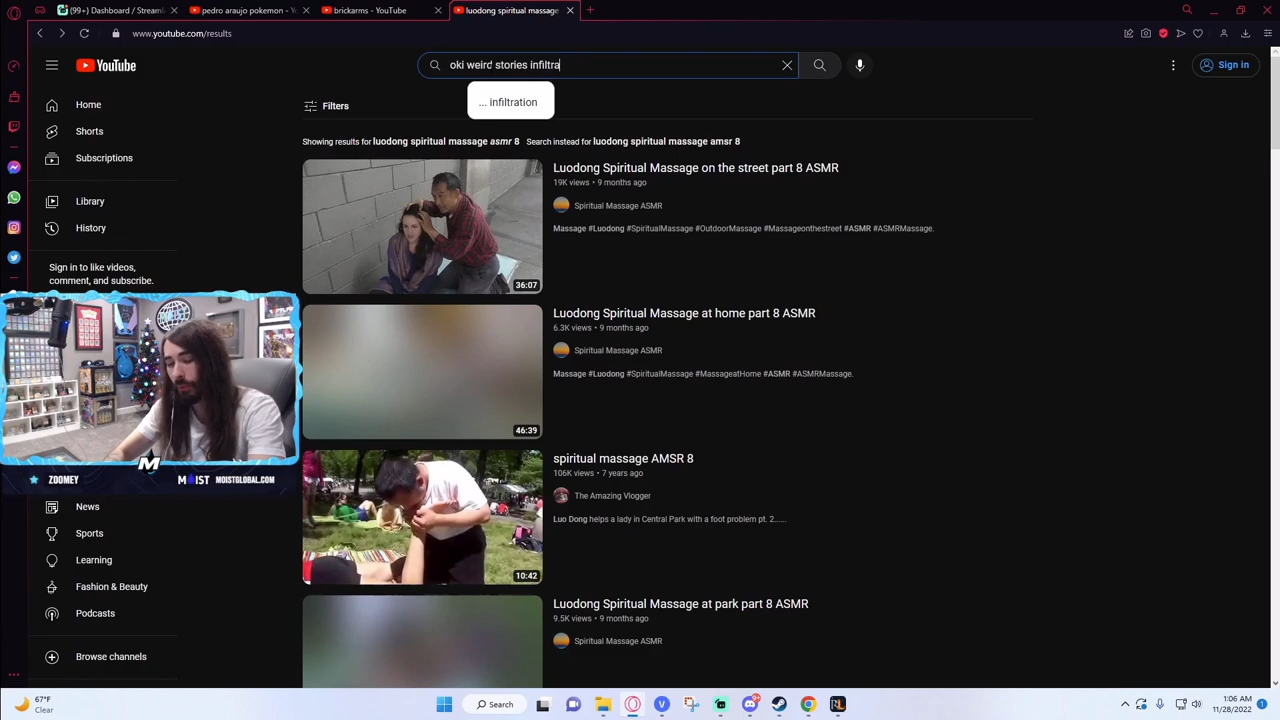 (99+) Dashboard / Streaml
pedro araujo pokemon - Yo
brickarms - YouTube
luodong spiritual massage
www.youtube.com/results
YouTube
oki weird stories infiltra
Sign in
... infiltration
Home
Shorts
Subscriptions
Library
History
Sign in to like videos,
comment, and subscribe.
News
Sports
Learning
Fashion & Beauty
Podcasts
Browse channels
Filters
Showing results for luodong spiritual massage asmr 8 Search instead for luodong spiritual massage amsr 8
Luodong Spiritual Massage on the street part 8 ASMR
19K views • 9 months ago
Spiritual Massage ASMR
Massage #Luodong #SpiritualMassage #OutdoorMassage #Massageonthestreet #ASMR #ASMRMassage.
36:07
Luodong Spiritual Massage at home part 8 ASMR
6.3K views • 9 months ago
Spiritual Massage ASMR
Massage #Luodong #SpiritualMassage #MassageatHome #ASMR #ASMRMassage.
46:39
spiritual massage AMSR 8
106K views • 7 years ago
The Amazing Vlogger
Luo Dong helps a lady in Central Park with a foot problem pt. 2......
10:42
Luodong Spiritual Massage at park part 8 ASMR
9.5K views • 9 months ago
Spiritual Massage ASMR
M
ZOOMEY
MOIST MOISTGLOBAL.COM
67°F
Clear
Search
1:06 AM
11/28/2022